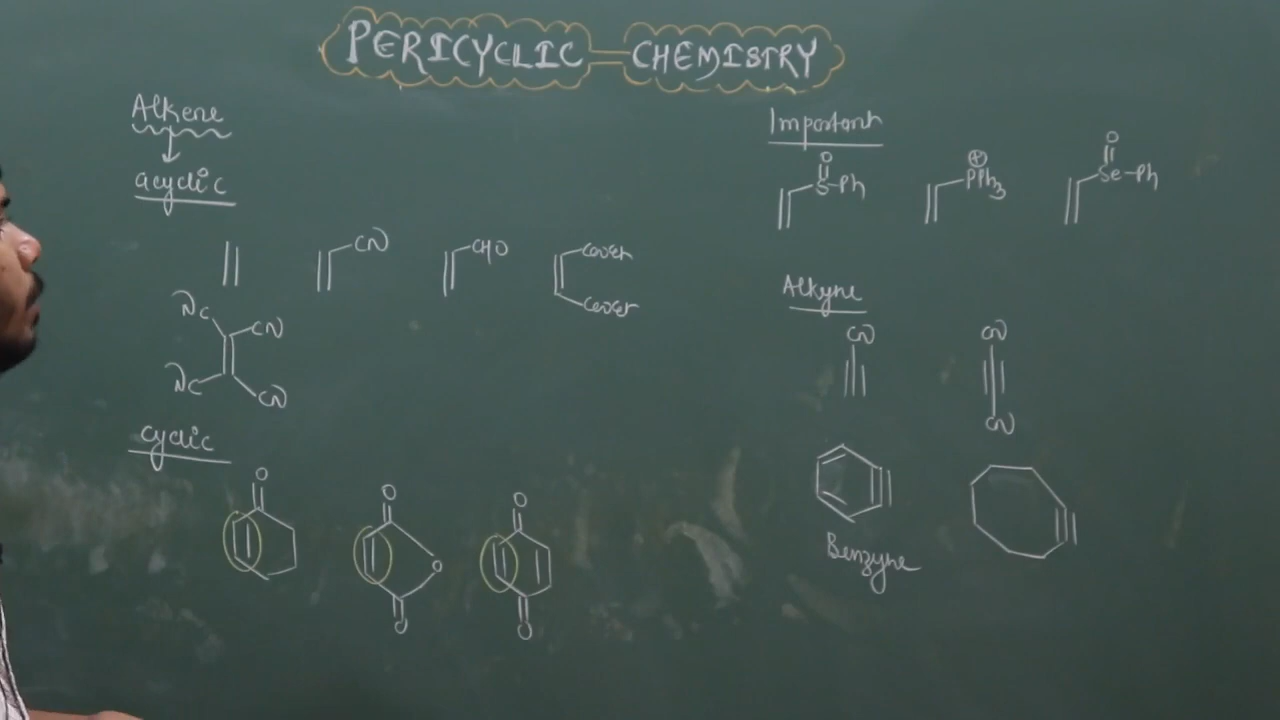 PERICYCLIC — CHEMISTRY
Alkene
acyclic
CN
CHO
COOEt
COOEt
NC
CN
NC
CN
cyclic
O
O
O
O
O
O
Important
O
S-Ph
⊕
PPh3
O
Se-Ph
Alkyne
CN
CN
CN
Benzyne